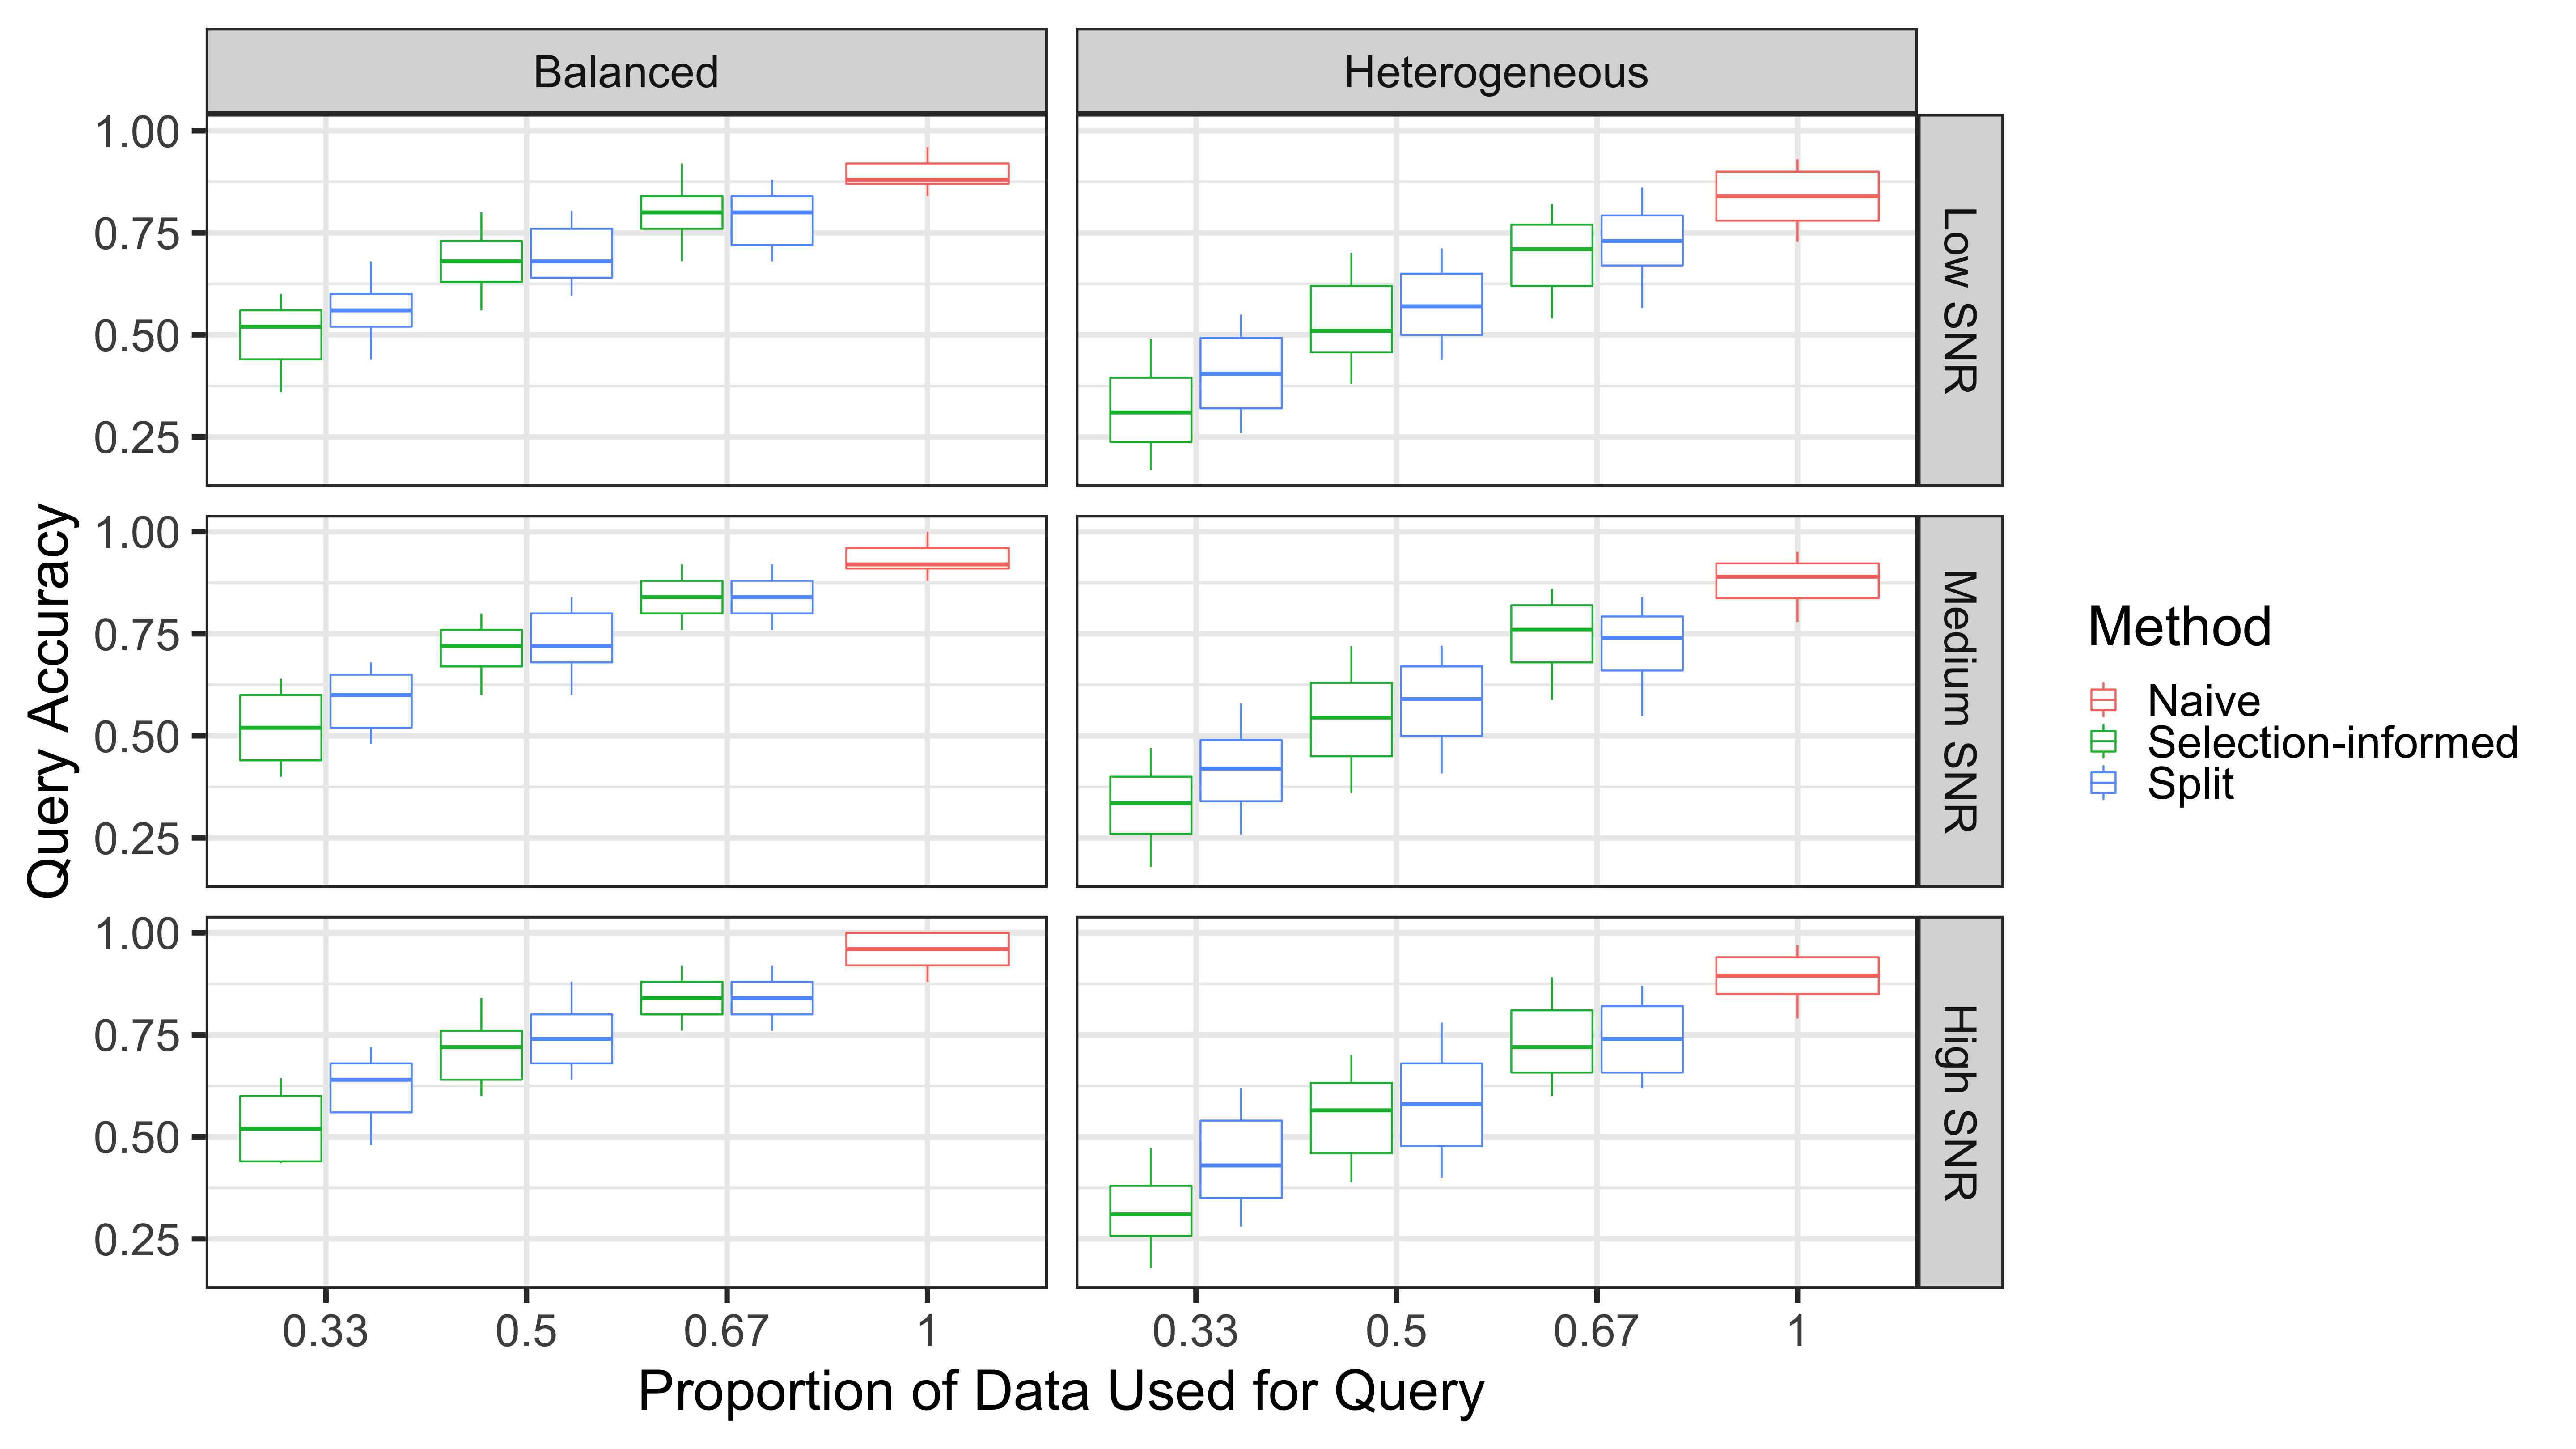 Balanced
Heterogeneous
1.00
0.75
0.50
0.25
Low SNR
1.00
0.75
0.50
0.25
Medium SNR
1.00
0.75
0.50
0.25
High SNR
0.33 0.5 0.67 1
0.33 0.5 0.67 1
Proportion of Data Used for Query
Query Accuracy
Method
Naive
Selection-informed
Split